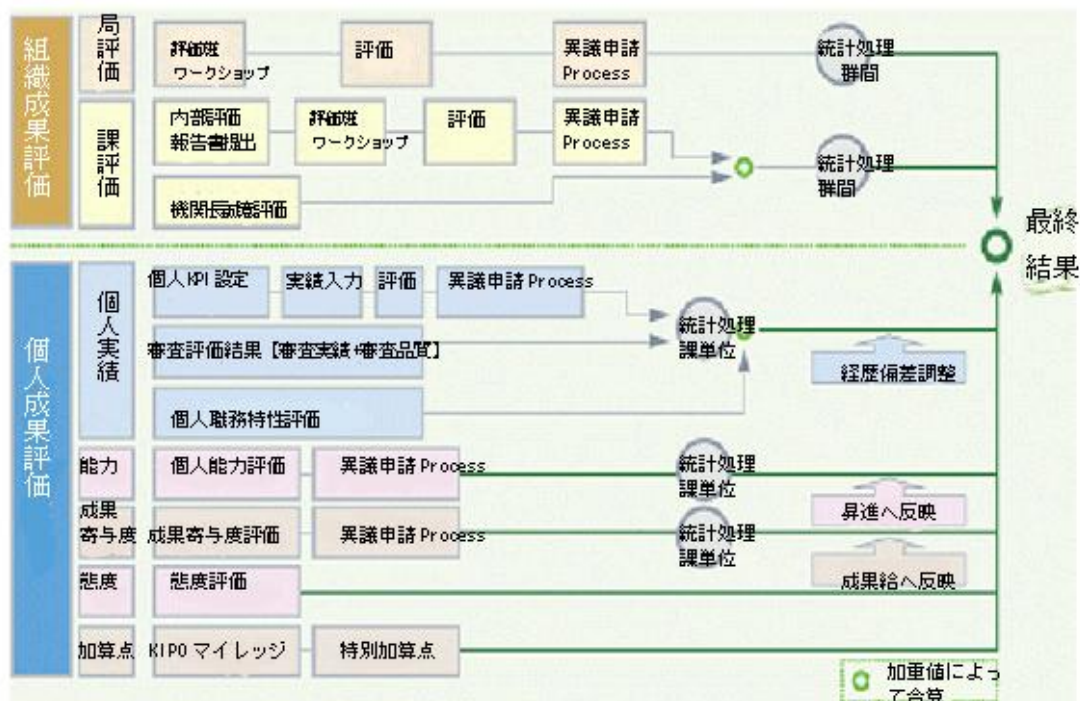 組織成果評価
局評価
評価准
ワークショップ
評価
異議申請
Process
統計処理
群間
課評価
内部評価
報告書提出
評価准
ワークショップ
評価
異議申請
Process
統計処理
群間
機関長成績評価
最終
結果
個人成果評価
個人実績
個人 KPI 設定
実績入力
評価
異議申請 Process
統計処理
課単位
審査評価結果【審査実績+審査品質】
経歴偏差調整
個人職務特性評価
能力
個人能力評価
異議申請 Process
統計処理
課単位
昇進へ反映
成果
寄与度
成果寄与度評価
異議申請 Process
統計処理
課単位
成果給へ反映
態度
態度評価
加算点
KIPO マイレッジ
特別加算点
加重値によっ
て合算